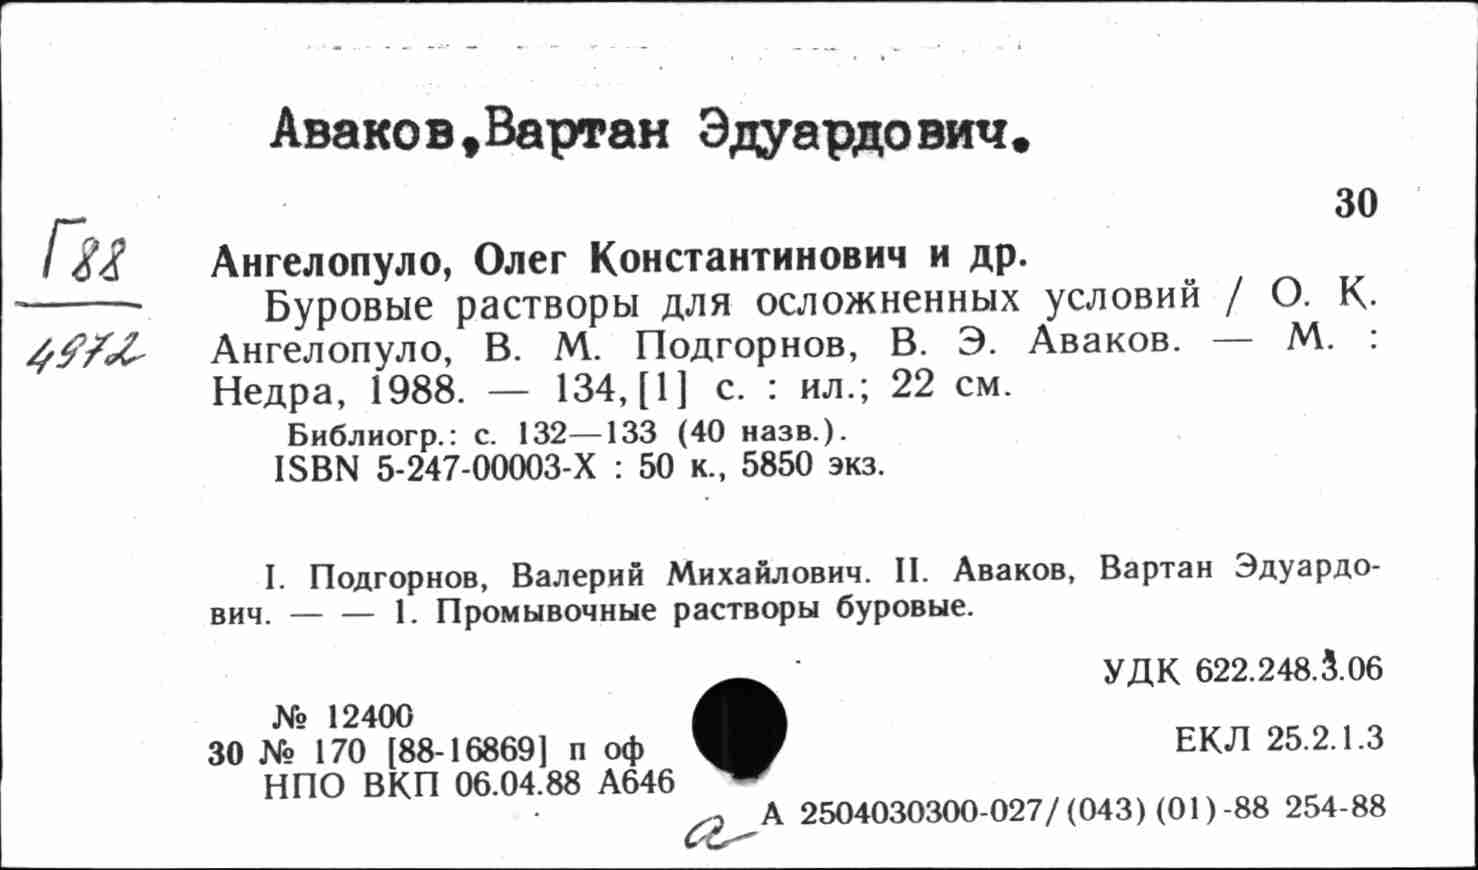 Аваков,Вартан Эдуардович.
30
Г88
4972
Ангелопуло, Олег Константинович и др.
Буровые растворы для осложненных условий / О. К.
Ангелопуло, В. М. Подгорнов, В. Э. Аваков. — М. :
Недра, 1988. — 134, [1] с. : ил.; 22 см.
Библиогр.: с. 132—133 (40 назв.).
ISBN 5-247-00003-X : 50 к., 5850 экз.
I. Подгорнов, Валерий Михайлович. II. Аваков, Вартан Эдуардо-
вич. — — 1. Промывочные растворы буровые.
УДК 622.248.3.06
№ 12400
30 № 170 [88-16869] п оф
ЕКЛ 25.2.1.3
НПО ВКП 06.04.88 А646
А 2504030300-027/(043)(01)-88 254-88
а